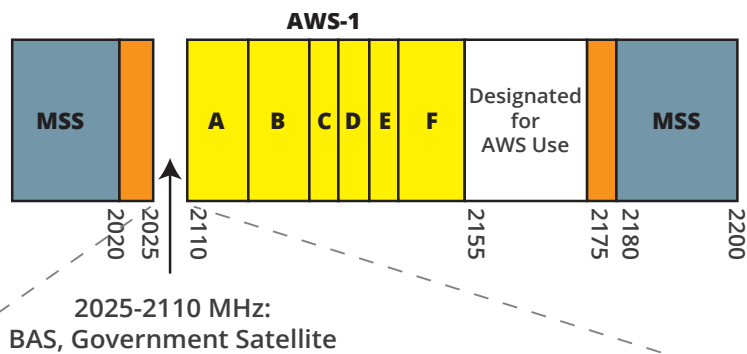 AWS-1
MSS
A
B
C
D
E
F
Designated
for
AWS Use
MSS
2020
2025
2110
2155
2175
2180
2200
2025-2110 MHz:
BAS, Government Satellite